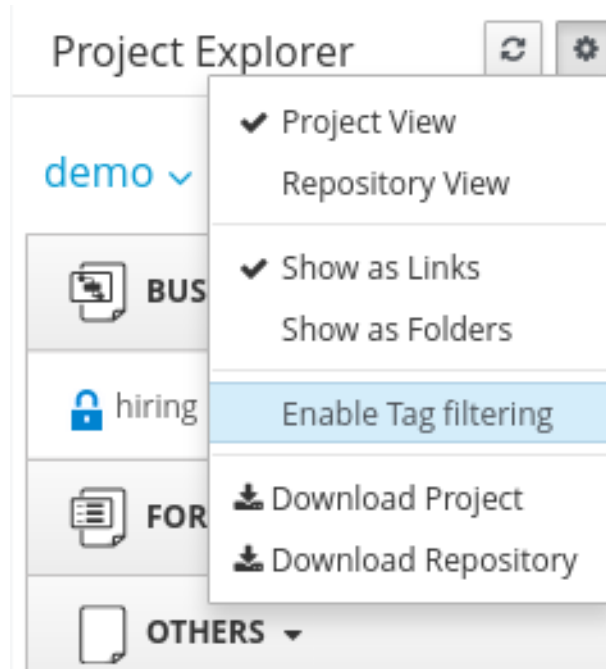 Project Explorer
demo
Project View
Repository View
Show as Links
Show as Folders
Enable Tag filtering
Download Project
Download Repository
BUS
hiring
FOR
OTHERS